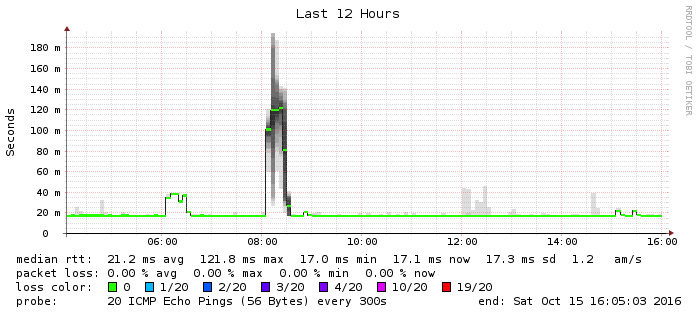 Last 12 Hours
RRDTOOL / TOBI OETIKER
Seconds
180 m
160 m
140 m
120 m
100 m
80 m
60 m
40 m
20 m
0
06:00 08:00 10:00 12:00 14:00 16:00
median rtt: 21.2 ms avg 121.8 ms max 17.0 ms min 17.1 ms now 17.3 ms sd 1.2 am/s
packet loss: 0.00 % avg 0.00 % max 0.00 % min 0.00 % now
loss color: 0 1/20 2/20 3/20 4/20 10/20 19/20
probe: 20 ICMP Echo Pings (56 Bytes) every 300s end: Sat Oct 15 16:05:03 2016